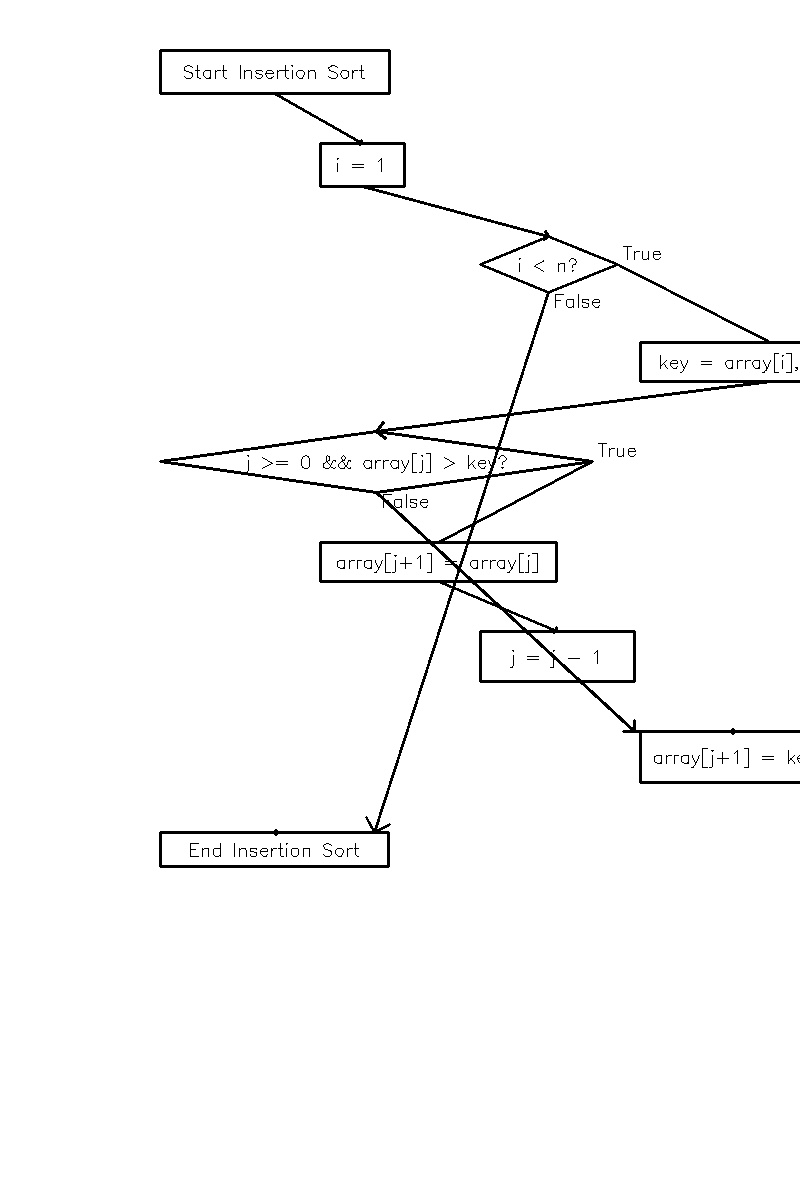 Start Insertion Sort
i = 1
i < n?
True
False
key = array[i],
j >= 0 && array[j] > key?
True
False
array[j+1] = array[j]
j = j - 1
array[j+1] = ke
End Insertion Sort